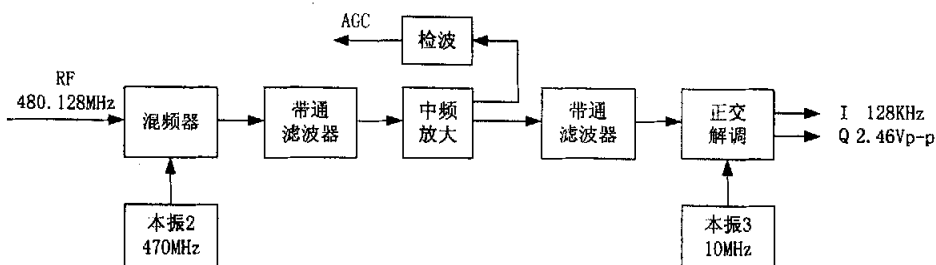 AGC
检波
RF
480.128MHz
混频器
带通
滤波器
中频
放大
带通
滤波器
正交
解调
I 128KHz
Q 2.46Vp-p
本振2
470MHz
本振3
10MHz